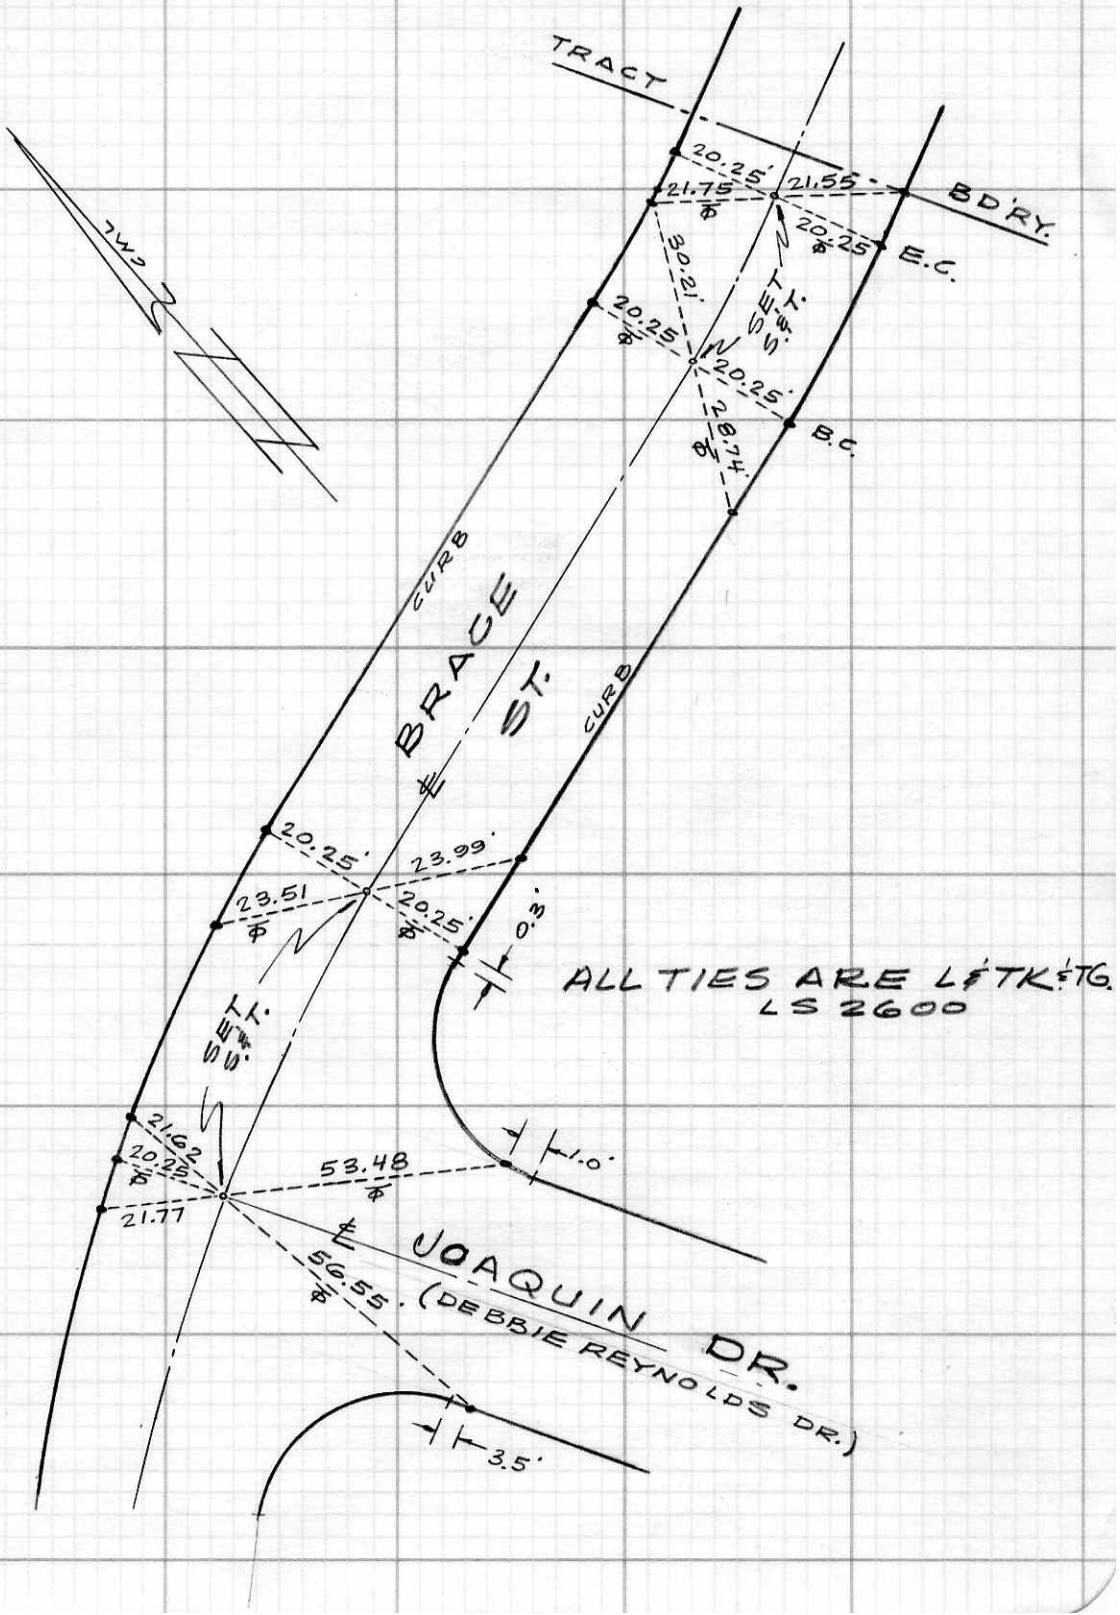 TRACT
BD'RY.
20.25'
21.75
21.55
20.25
E.C.
30.21'
SET
S.&T.
20.25
20.25'
28.74'
B.C.
CURB
BRACE
ST.
CURB
20.25'
23.99'
23.51
20.25'
0.3'
ALL TIES ARE L&TK&TG.
LS 2600
SET
S.&T.
21.62
20.25
21.77
53.48
1.0'
JOAQUIN DR.
(DEBBIE REYNOLDS DR.)
56.55
3.5'